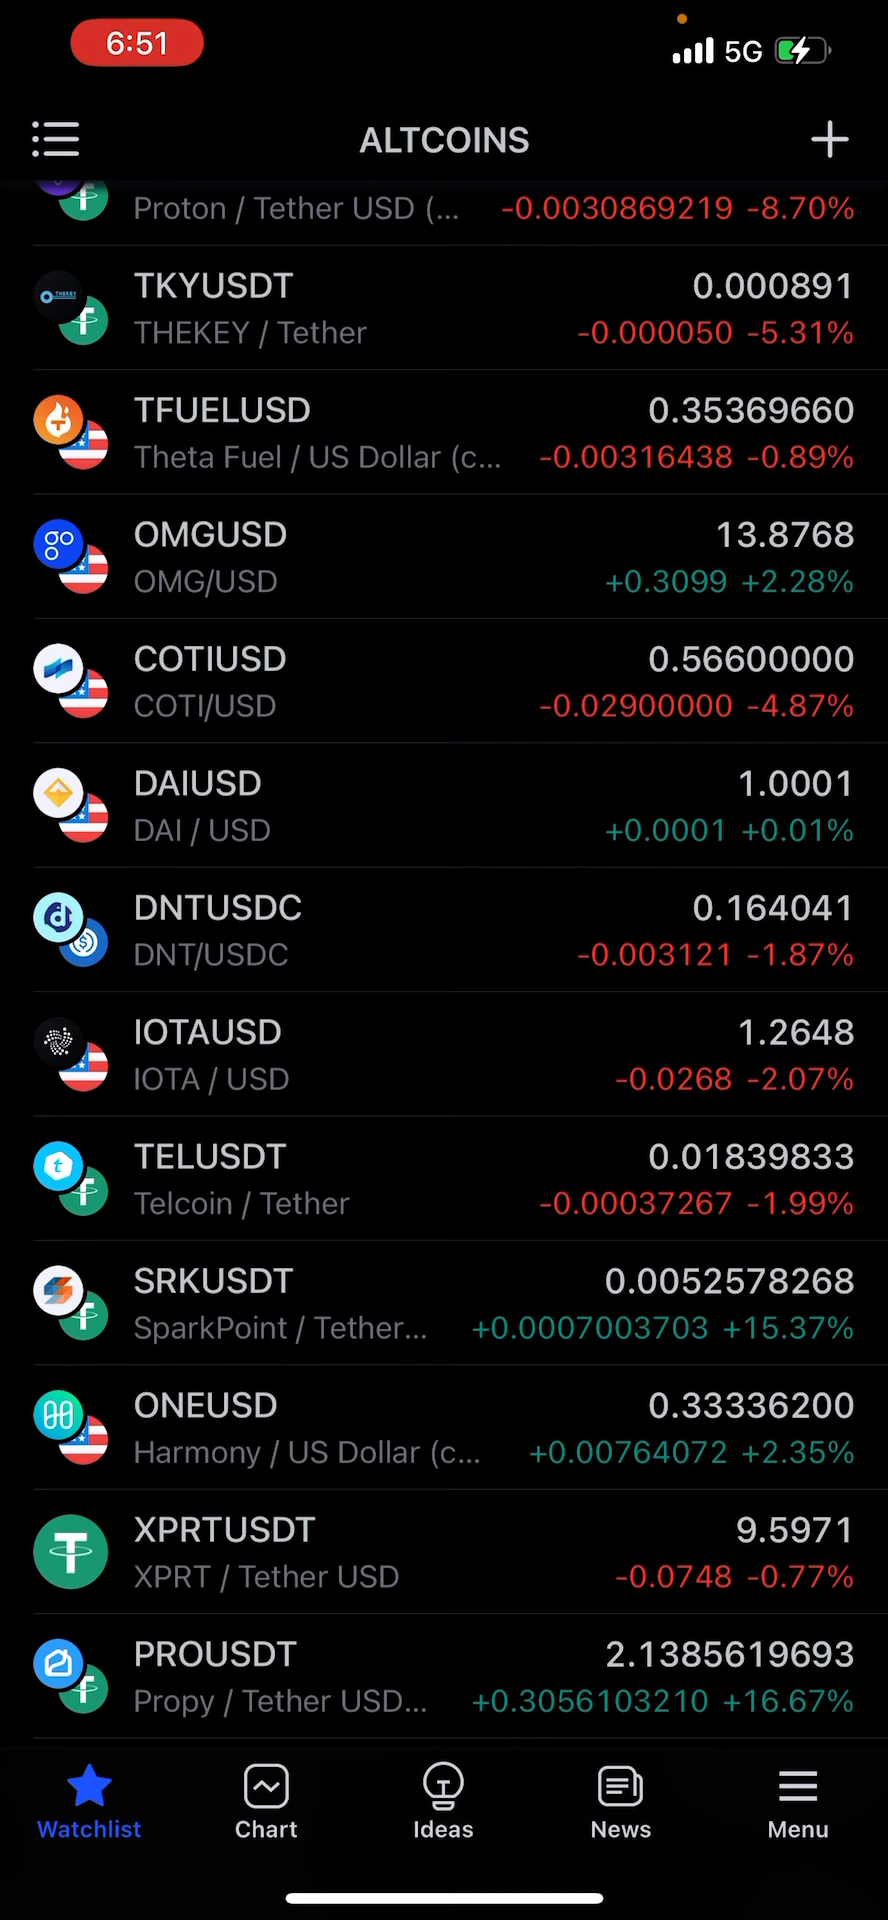 6:51
5G
ALTCOINS
Proton / Tether USD (... -0.0030869219 -8.70%
TKYUSDT 0.000891
THEKEY / Tether -0.000050 -5.31%
TFUELUSD 0.35369660
Theta Fuel / US Dollar (c... -0.00316438 -0.89%
OMGUSD 13.8768
OMG/USD +0.3099 +2.28%
COTIUSD 0.56600000
COTI/USD -0.02900000 -4.87%
DAIUSD 1.0001
DAI / USD +0.0001 +0.01%
DNTUSDC 0.164041
DNT/USDC -0.003121 -1.87%
IOTAUSD 1.2648
IOTA / USD -0.0268 -2.07%
TELUSDT 0.01839833
Telcoin / Tether -0.00037267 -1.99%
SRKUSDT 0.0052578268
SparkPoint / Tether... +0.0007003703 +15.37%
ONEUSD 0.33336200
Harmony / US Dollar (c... +0.00764072 +2.35%
XPRTUSDT 9.5971
XPRT / Tether USD -0.0748 -0.77%
PROUSDT 2.1385619693
Propy / Tether USD... +0.3056103210 +16.67%
Watchlist Chart Ideas News Menu